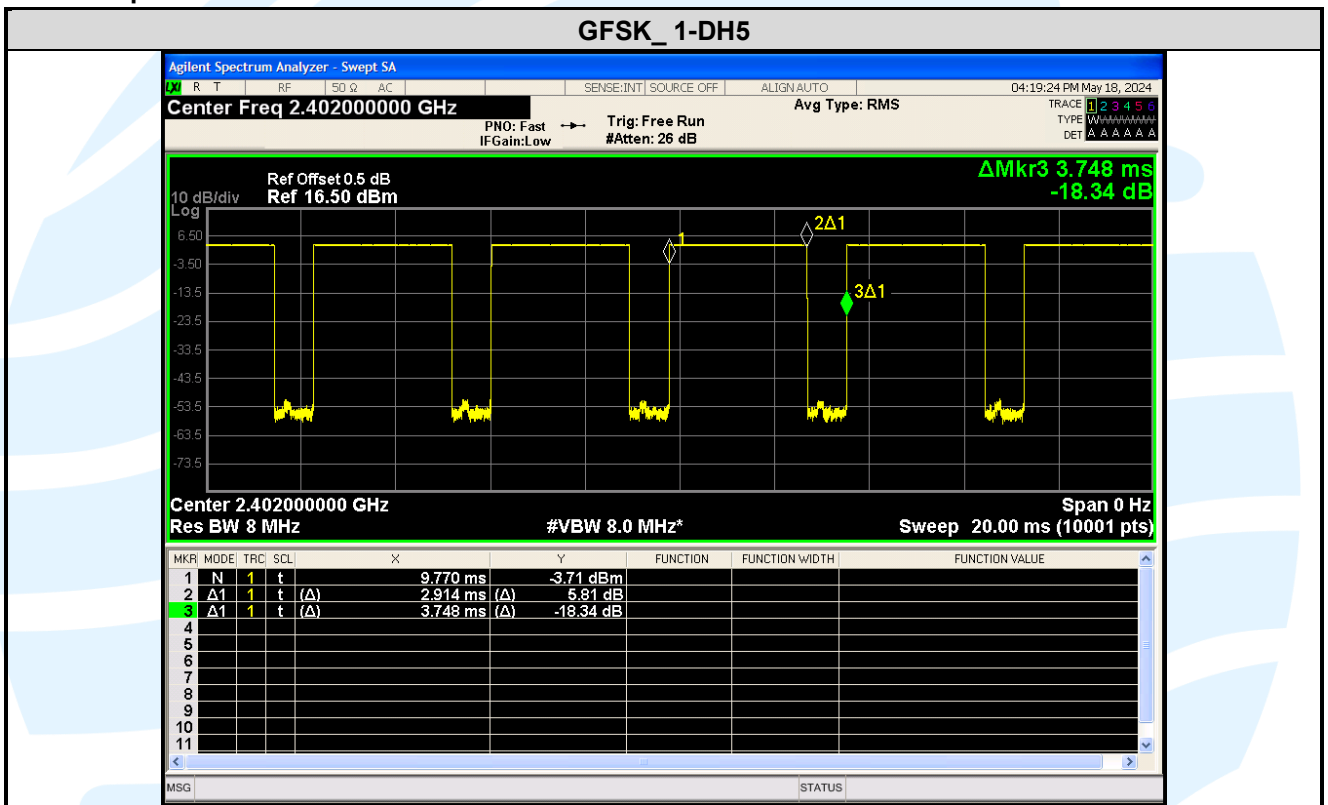 GFSK_ 1-DH5
Agilent Spectrum Analyzer - Swept SA
LXI R T RF 50 Ω AC SENSE:INT SOURCE OFF ALIGN AUTO 04:19:24 PM May 18, 2024
Center Freq 2.402000000 GHz Avg Type: RMS TRACE 1 2 3 4 5 6
PNO: Fast Trig: Free Run TYPE WWWWWW
IFGain:Low #Atten: 26 dB DET A A A A A A
ΔMkr3 3.748 ms
Ref Offset 0.5 dB
10 dB/div Ref 16.50 dBm -18.34 dB
Log
6.50
-3.50
-13.5
-23.5
-33.5
-43.5
-53.5
-63.5
-73.5
1
2Δ1
3Δ1
Center 2.402000000 GHz Span 0 Hz
Res BW 8 MHz #VBW 8.0 MHz* Sweep 20.00 ms (10001 pts)
MKR MODE TRC SCL X Y FUNCTION FUNCTION WIDTH FUNCTION VALUE
1 N 1 t 9.770 ms -3.71 dBm
2 Δ1 1 t (Δ) 2.914 ms (Δ) 5.81 dB
3 Δ1 1 t (Δ) 3.748 ms (Δ) -18.34 dB
4
5
6
7
8
9
10
11
MSG STATUS